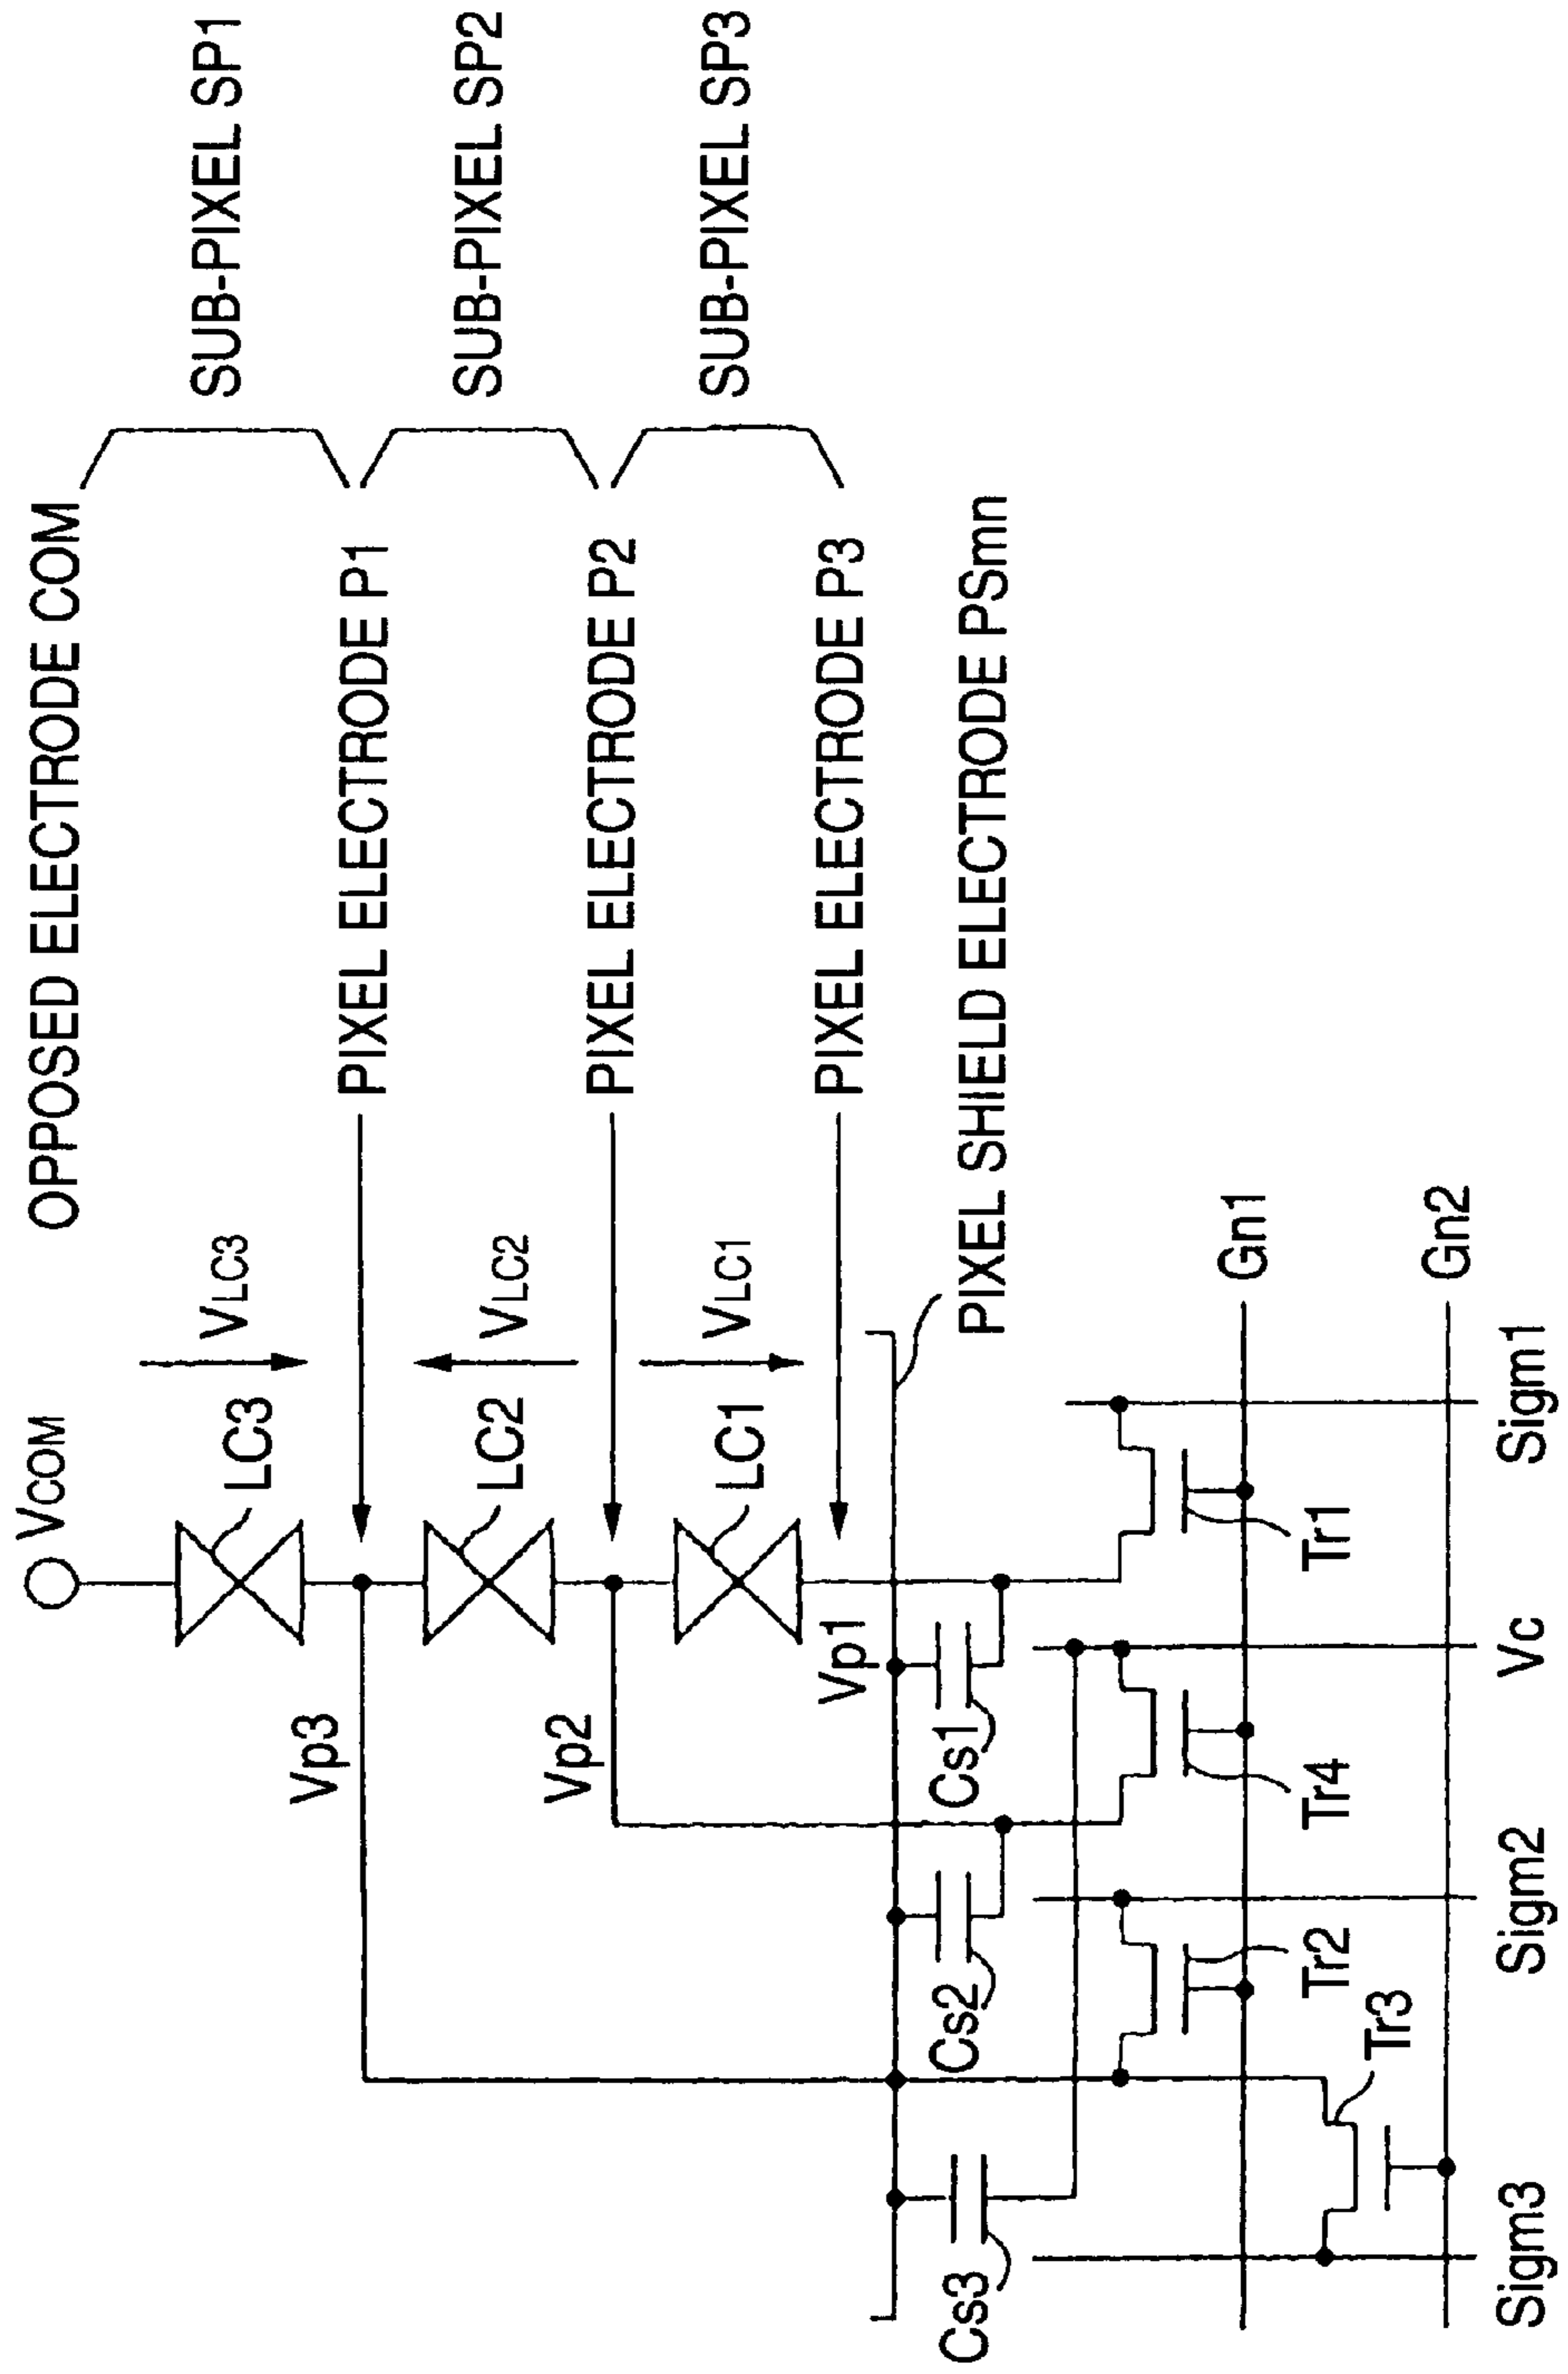 VCOM
OPPOSED ELECTRODE COM
LC3
VLC3
SUB-PIXEL SP1
PIXEL ELECTRODE P1
Vp3
LC2
VLC2
SUB-PIXEL SP2
PIXEL ELECTRODE P2
Vp2
LC1
VLC1
SUB-PIXEL SP3
PIXEL ELECTRODE P3
Vp1
PIXEL SHIELD ELECTRODE PSmn
Cs3
Cs2
Cs1
Gn1
Tr2
Tr4
Tr1
Tr3
Gn2
Sigm3
Sigm2
Vc
Sigm1